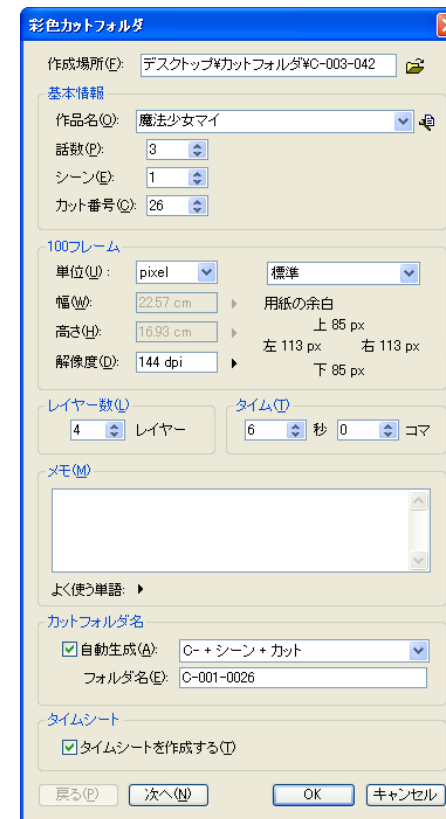 彩色カットフォルダ
作成場所(F): デスクトップ¥カットフォルダ¥C-003-042
基本情報
作品名(O): 魔法少女マイ
話数(P): 3
シーン(E): 1
カット番号(C): 26
100フレーム
単位(U) : pixel 標準
幅(W): 22.57 cm 用紙の余白
上 85 px
高さ(H): 16.93 cm
左 113 px 右 113 px
解像度(D): 144 dpi
下 85 px
レイヤー数(L) タイム(T)
4 レイヤー 6 秒 0 コマ
メモ(M)
よく使う単語:
カットフォルダ名
自動生成(A): C- + シーン + カット
フォルダ名(E): C-001-0026
タイムシート
タイムシートを作成する(T)
戻る(P) 次へ(N) OK キャンセル